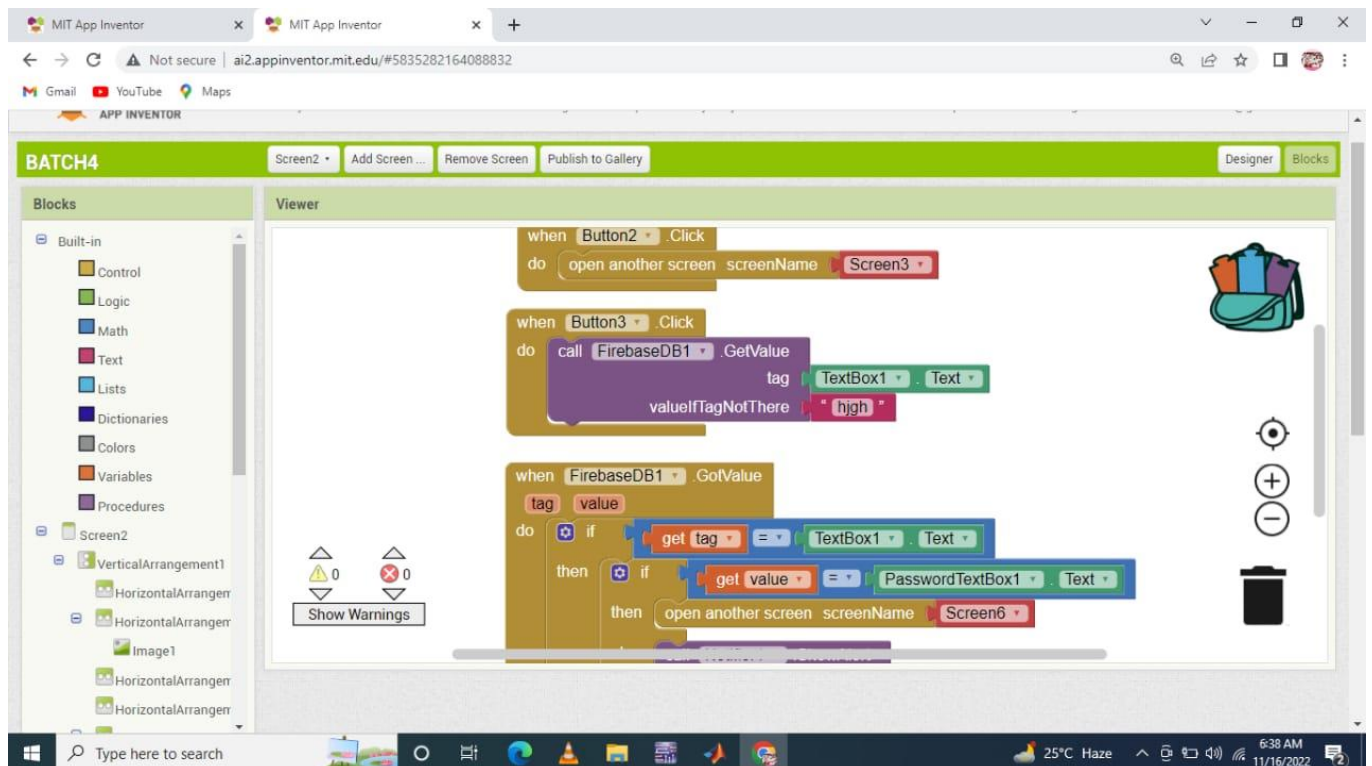 MIT App Inventor
MIT App Inventor
Not secure | ai2.appinventor.mit.edu/#5835282164088832
Gmail YouTube Maps
APP INVENTOR
BATCH4
Screen2 Add Screen ... Remove Screen Publish to Gallery
Designer Blocks
Blocks
Viewer
Built-in
Control
Logic
Math
Text
Lists
Dictionaries
Colors
Variables
Procedures
Screen2
VerticalArrangement1
HorizontalArrangem
HorizontalArrangem
Image1
HorizontalArrangem
HorizontalArrangem
when Button2 .Click
do open another screen screenName Screen3
when Button3 .Click
do call FirebaseDB1 .GetValue
tag TextBox1 . Text
valueIfTagNotThere " hjgh "
when FirebaseDB1 .GotValue
tag value
do if get tag = TextBox1 . Text
then if get value = PasswordTextBox1 . Text
then open another screen screenName Screen6
0 0
Show Warnings
Type here to search
25°C Haze
6:38 AM
11/16/2022
2